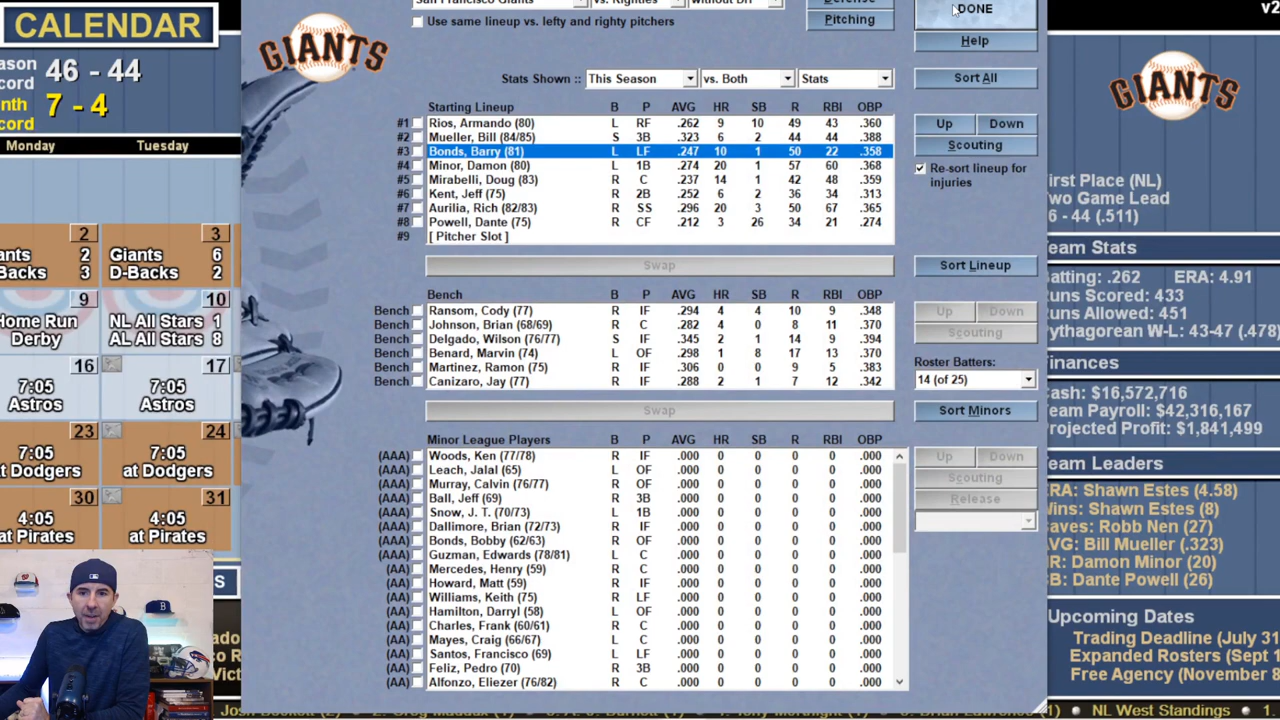 CALENDAR
46 - 44
7 - 4
Monday Tuesday
2 3
2 Giants 6
D-Backs 3 D-Backs 2
9 10
Home Run NL All Stars 1
Derby AL All Stars 8
16 17
7:05 7:05
Astros Astros
23 24
7:05 7:05
at Dodgers at Dodgers
30 31
4:05 4:05
at Pirates at Pirates
GIANTS
San Francisco Giants vs. Righties Without DH
Use same lineup vs. lefty and righty pitchers
Defense
Pitching
DONE
Help
Stats Shown :: This Season vs. Both Stats
Sort All
Starting Lineup B P AVG HR SB R RBI OBP
#1 Rios, Armando (80) L RF .262 9 10 49 43 .360
#2 Mueller, Bill (84/85) S 3B .323 6 2 44 44 .388
#3 Bonds, Barry (81) L LF .247 10 1 50 22 .358
#4 Minor, Damon (80) L 1B .274 20 1 57 60 .368
#5 Mirabelli, Doug (83) R C .237 14 1 42 48 .359
#6 Kent, Jeff (75) R 2B .252 6 2 36 34 .313
#7 Aurilia, Rich (82/83) R SS .296 20 3 50 67 .365
#8 Powell, Dante (75) R CF .212 3 26 34 21 .274
#9 [ Pitcher Slot ]
Up Down
Scouting
Re-sort lineup for
injuries
Swap
Sort Lineup
Bench B P AVG HR SB R RBI OBP
Bench Ransom, Cody (77) R IF .294 4 4 10 9 .348
Bench Johnson, Brian (68/69) R C .282 4 0 8 11 .370
Bench Delgado, Wilson (76/77) S IF .345 2 1 14 9 .394
Bench Benard, Marvin (74) L OF .298 1 8 17 13 .370
Bench Martinez, Ramon (75) R IF .306 0 0 9 5 .383
Bench Canizaro, Jay (77) R IF .288 2 1 7 12 .342
Up Down
Scouting
Roster Batters:
14 (of 25)
Swap
Sort Minors
Minor League Players B P AVG HR SB R RBI OBP
(AAA) Woods, Ken (77/78) R IF .000 0 0 0 0 .000
(AAA) Leach, Jalal (65) L OF .000 0 0 0 0 .000
(AAA) Murray, Calvin (76/77) R OF .000 0 0 0 0 .000
(AAA) Ball, Jeff (69) R 3B .000 0 0 0 0 .000
(AAA) Snow, J. T. (70/73) L 1B .000 0 0 0 0 .000
(AAA) Dallimore, Brian (72/73) R IF .000 0 0 0 0 .000
(AAA) Bonds, Bobby (62/63) R OF .000 0 0 0 0 .000
(AAA) Guzman, Edwards (78/81) L C .000 0 0 0 0 .000
(AA) Mercedes, Henry (59) R C .000 0 0 0 0 .000
(AA) Howard, Matt (59) R IF .000 0 0 0 0 .000
(AA) Williams, Keith (75) R LF .000 0 0 0 0 .000
(AA) Hamilton, Darryl (58) L OF .000 0 0 0 0 .000
(AA) Charles, Frank (60/61) R C .000 0 0 0 0 .000
(AA) Mayes, Craig (66/67) L C .000 0 0 0 0 .000
(AA) Santos, Francisco (69) R LF .000 0 0 0 0 .000
(AA) Feliz, Pedro (70) R 3B .000 0 0 0 0 .000
(AA) Alfonzo, Eliezer (76/82) R C .000 0 0 0 0 .000
Up Down
Scouting
Release
GIANTS
First Place (NL)
Two Game Lead
46 - 44 (.511)
Team Stats
Batting: .262 ERA: 4.91
Runs Scored: 433
Runs Allowed: 451
Pythagorean W-L: 43-47 (.478)
Finances
Cash: $16,572,716
Team Payroll: $42,316,167
Projected Profit: $1,841,499
Team Leaders
ERA: Shawn Estes (4.58)
Wins: Shawn Estes (8)
Saves: Robb Nen (27)
AVG: Bill Mueller (.323)
HR: Damon Minor (20)
SB: Dante Powell (26)
Upcoming Dates
Trading Deadline (July 31
Expanded Rosters (Sept 1
Free Agency (November 8
NL West Standings 1.